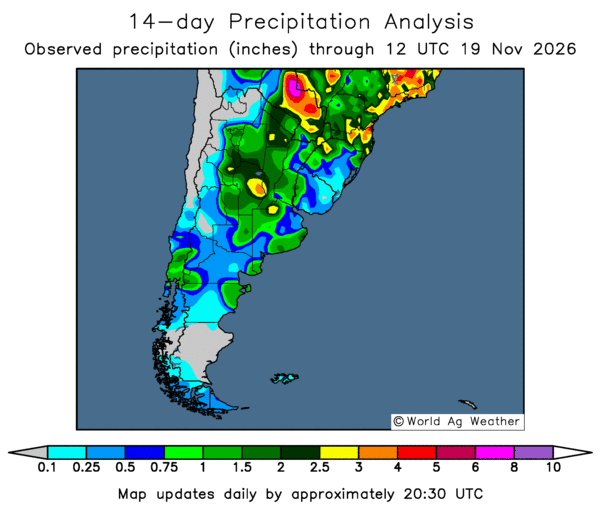 14-day Precipitation Analysis
Observed precipitation (inches) through 12 UTC 19 Nov 2026
© World Ag Weather
0.1 0.25 0.5 0.75 1 1.5 2 2.5 3 4 5 6 8 10
Map updates daily by approximately 20:30 UTC